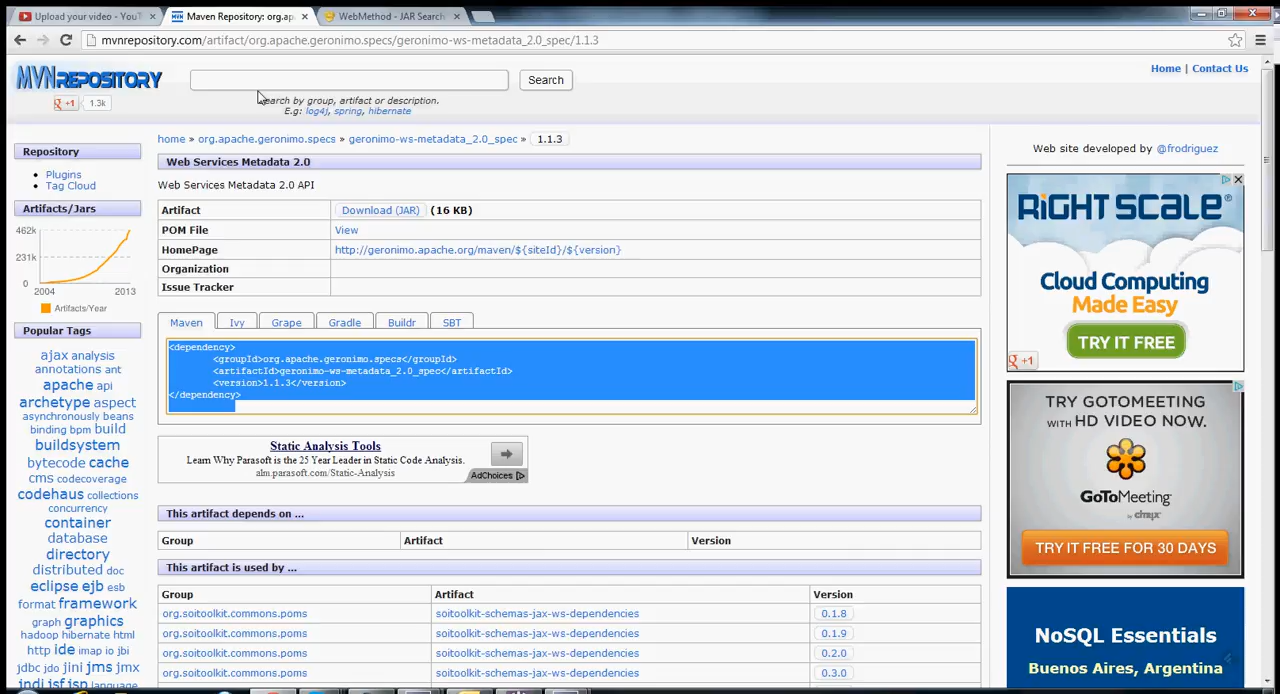 Upload your video - YouT
Maven Repository: org.ap
WebMethod - JAR Search
mvnrepository.com/artifact/org.apache.geronimo.specs/geronimo-ws-metadata_2.0_spec/1.1.3
MVNREPOSITORY
Search
Home | Contact Us
+1 1.3k
earch by group, artifact or description.
E.g: log4j, spring, hibernate
Repository
Plugins
Tag Cloud
Artifacts/Jars
462k
231k
0
2004 2013
Artifacts/Year
Popular Tags
ajax analysis
annotations ant
apache api
archetype aspect
asynchronously beans
binding bpm build
buildsystem
bytecode cache
cms codecoverage
codehaus collections
concurrency
container
database
directory
distributed doc
eclipse ejb esb
format framework
graph graphics
hadoop hibernate html
http ide imap io jbi
jdbc jdo jini jms jmx
jndi jsf jsp language
home » org.apache.geronimo.specs » geronimo-ws-metadata_2.0_spec » 1.1.3
Web Services Metadata 2.0
Web Services Metadata 2.0 API
Artifact Download (JAR) (16 KB)
POM File View
HomePage http://geronimo.apache.org/maven/${siteId}/${version}
Organization
Issue Tracker
Maven Ivy Grape Gradle Buildr SBT
<dependency>
<groupId>org.apache.geronimo.specs</groupId>
<artifactId>geronimo-ws-metadata_2.0_spec</artifactId>
<version>1.1.3</version>
</dependency>
Static Analysis Tools
Learn Why Parasoft is the 25 Year Leader in Static Code Analysis.
alm.parasoft.com/Static-Analysis
AdChoices
This artifact depends on ...
Group Artifact Version
This artifact is used by ...
Group Artifact Version
org.soitoolkit.commons.poms soitoolkit-schemas-jax-ws-dependencies 0.1.8
org.soitoolkit.commons.poms soitoolkit-schemas-jax-ws-dependencies 0.1.9
org.soitoolkit.commons.poms soitoolkit-schemas-jax-ws-dependencies 0.2.0
org.soitoolkit.commons.poms soitoolkit-schemas-jax-ws-dependencies 0.3.0
Web site developed by @frodriguez
RIGHT SCALE®
Cloud Computing
Made Easy
TRY IT FREE
+1
TRY GOTOMEETING
WITH HD VIDEO NOW.
GoToMeeting
by citrix
TRY IT FREE FOR 30 DAYS
NoSQL Essentials
Buenos Aires, Argentina